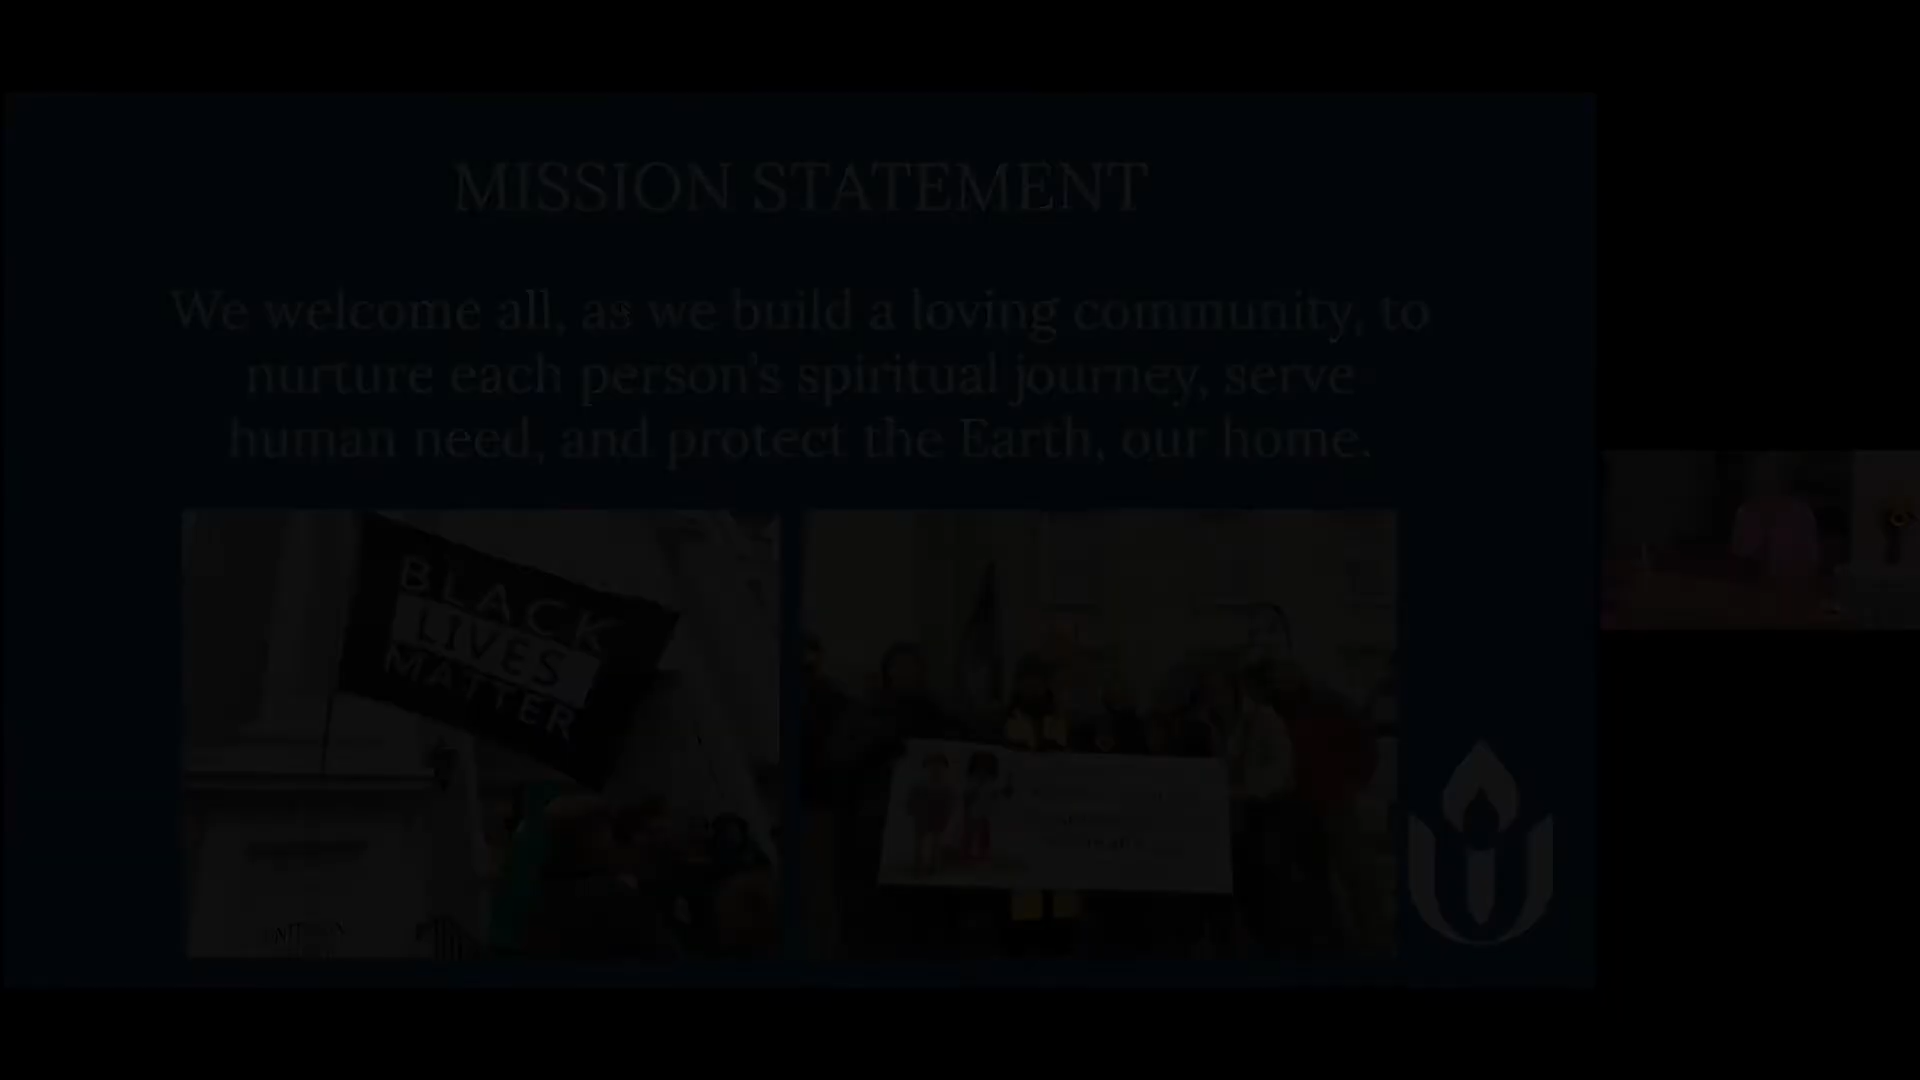 MISSION STATEMENT
We welcome all, as we build a loving community, to
nurture each person's spiritual journey, serve
human need, and protect the Earth, our home.
BLACK
LIVES
MATTER